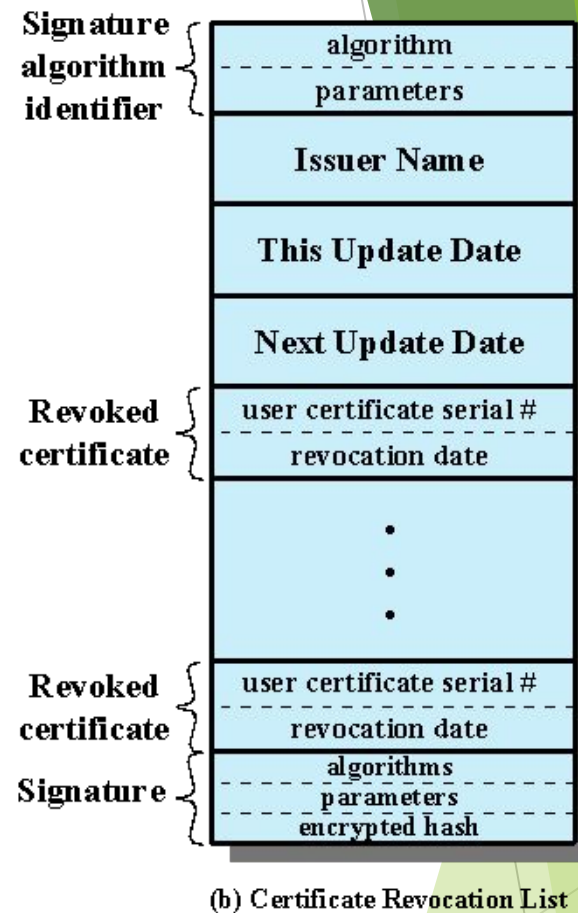 Signature
algorithm
identifier
algorithm
parameters
Issuer Name
This Update Date
Next Update Date
Revoked
certificate
user certificate serial #
revocation date
Revoked
certificate
user certificate serial #
revocation date
Signature
algorithms
parameters
encrypted hash
(b) Certificate Revocation List